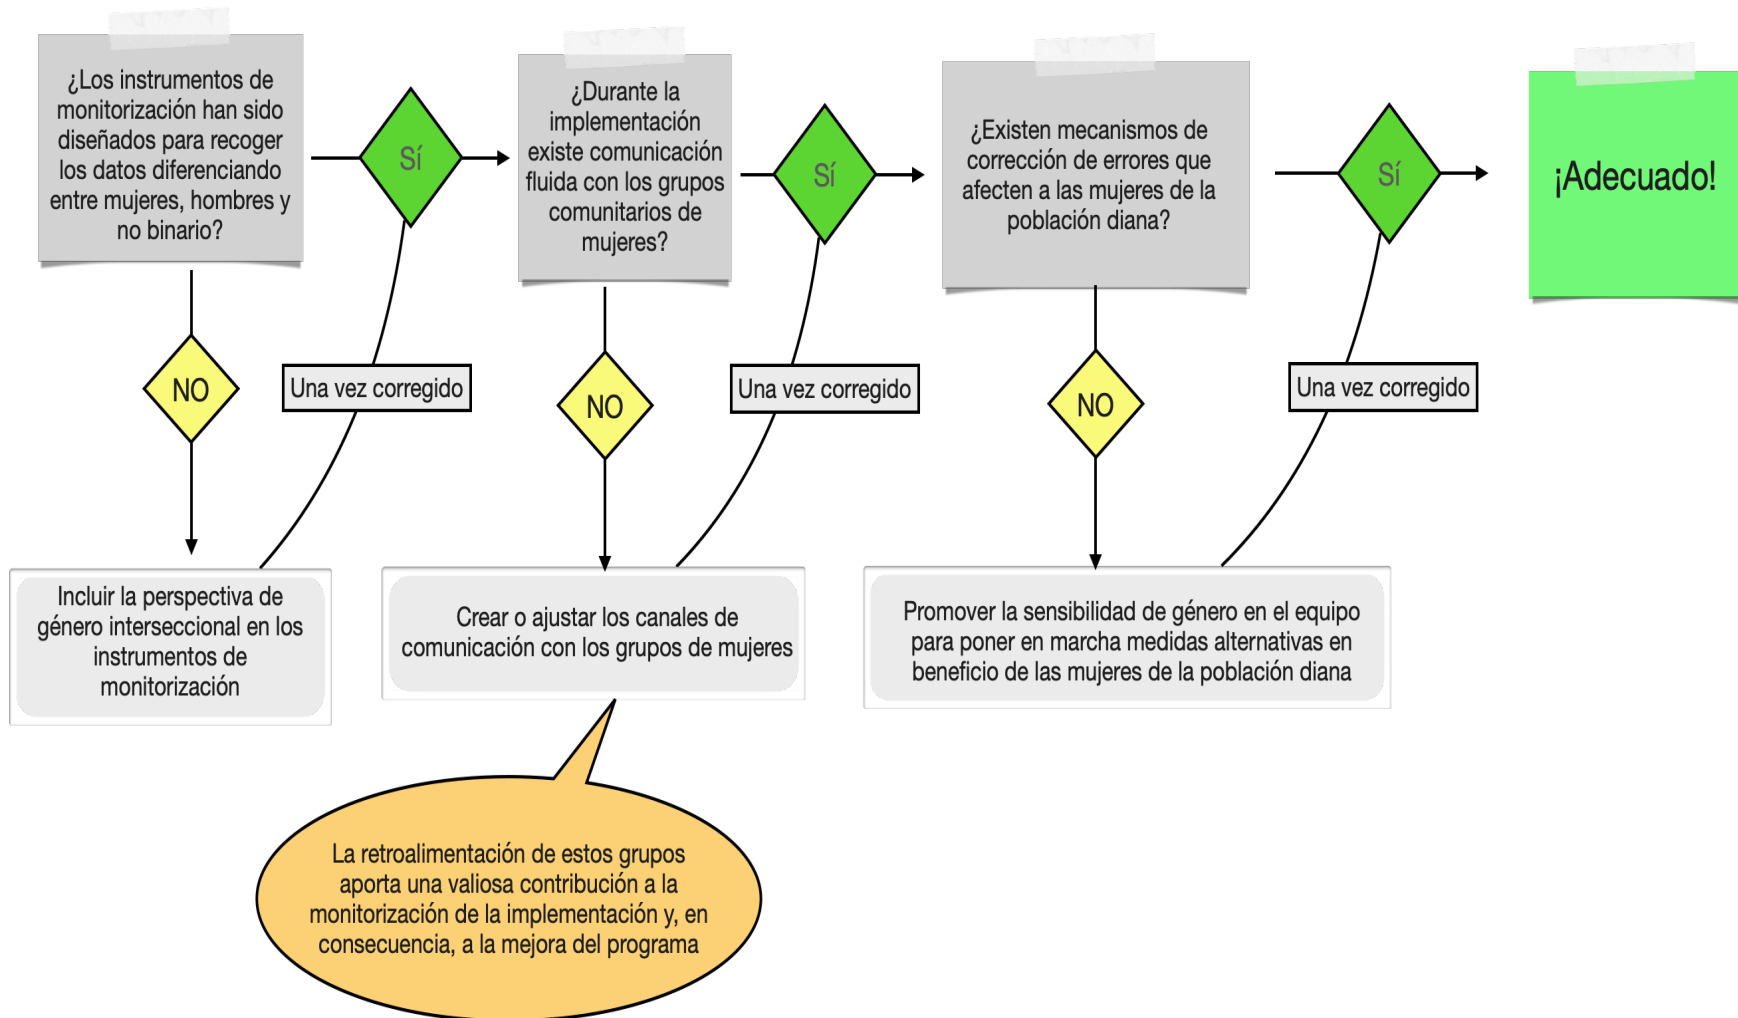 ¿Los instrumentos de
monitorización han sido
diseñados para recoger
los datos diferenciando
entre mujeres, hombres y
no binario?
Sí
¿Durante la
implementación
existe comunicación
fluida con los grupos
comunitarios de
mujeres?
Sí
¿Existen mecanismos de
corrección de errores que
afecten a las mujeres de la
población diana?
Sí
¡Adecuado!
NO
Una vez corregido
NO
Una vez corregido
NO
Una vez corregido
Incluir la perspectiva de
género interseccional en los
instrumentos de
monitorización
Crear o ajustar los canales de
comunicación con los grupos de mujeres
Promover la sensibilidad de género en el equipo
para poner en marcha medidas alternativas en
beneficio de las mujeres de la población diana
La retroalimentación de estos grupos
aporta una valiosa contribución a la
monitorización de la implementación y, en
consecuencia, a la mejora del programa